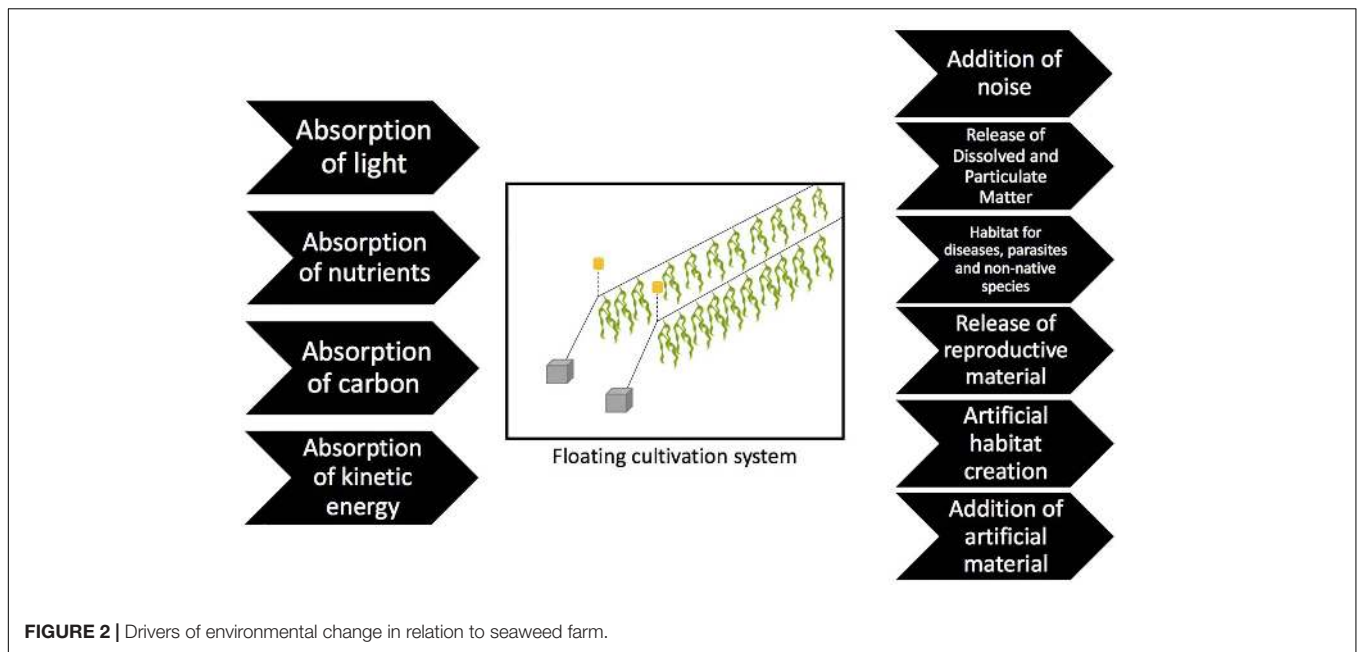 Absorption
of light
Absorption
of nutrients
Absorption
of carbon
Absorption
of kinetic
energy
Floating cultivation system
Addition of
noise
Release of
Dissolved and
Particulate
Matter
Habitat for
diseases, parasites
and non-native
species
Release of
reproductive
material
Artificial
habitat
creation
Addition of
artificial
material
FIGURE 2 | Drivers of environmental change in relation to seaweed farm.